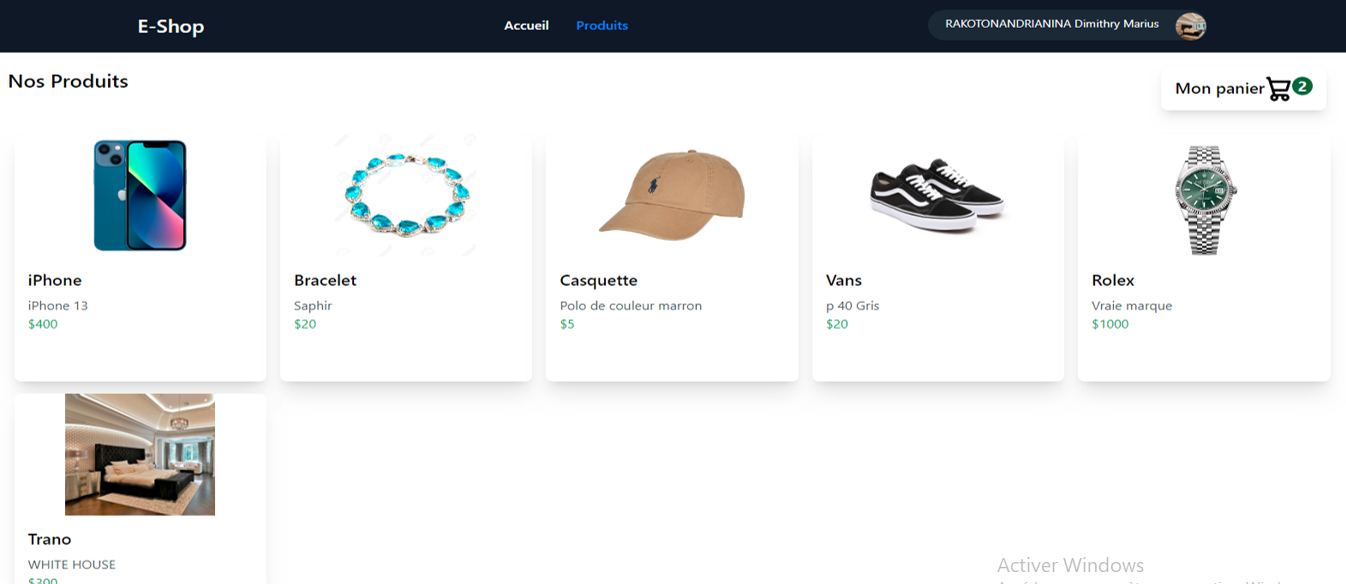 E-Shop
Accueil
Produits
RAKOTONANDRIANINA Dimithry Marius
Nos Produits
Mon panier 2
iPhone
iPhone 13
$400
Bracelet
Saphir
$20
Casquette
Polo de couleur marron
$5
Vans
p 40 Gris
$20
Rolex
Vraie marque
$1000
Trano
WHITE HOUSE
$300
Activer Windows